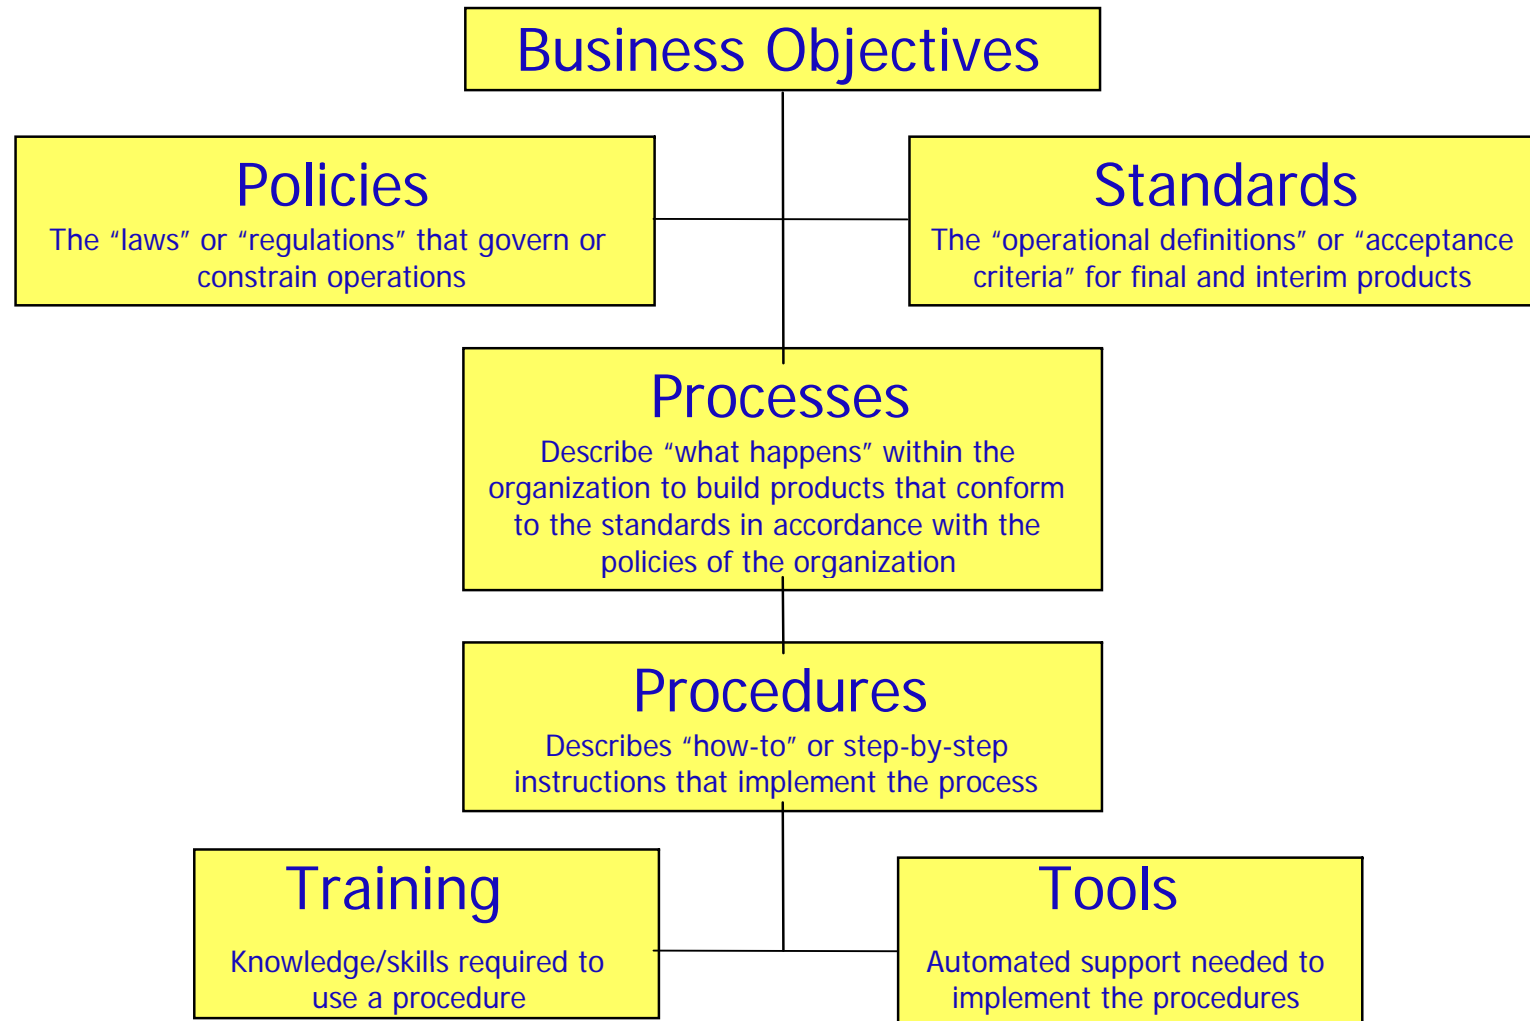 Business Objectives
Policies
The “laws” or “regulations” that govern or
constrain operations
Standards
The “operational definitions” or “acceptance
criteria” for final and interim products
Processes
Describe “what happens” within the
organization to build products that conform
to the standards in accordance with the
policies of the organization
Procedures
Describes “how-to” or step-by-step
instructions that implement the process
Training
Knowledge/skills required to
use a procedure
Tools
Automated support needed to
implement the procedures